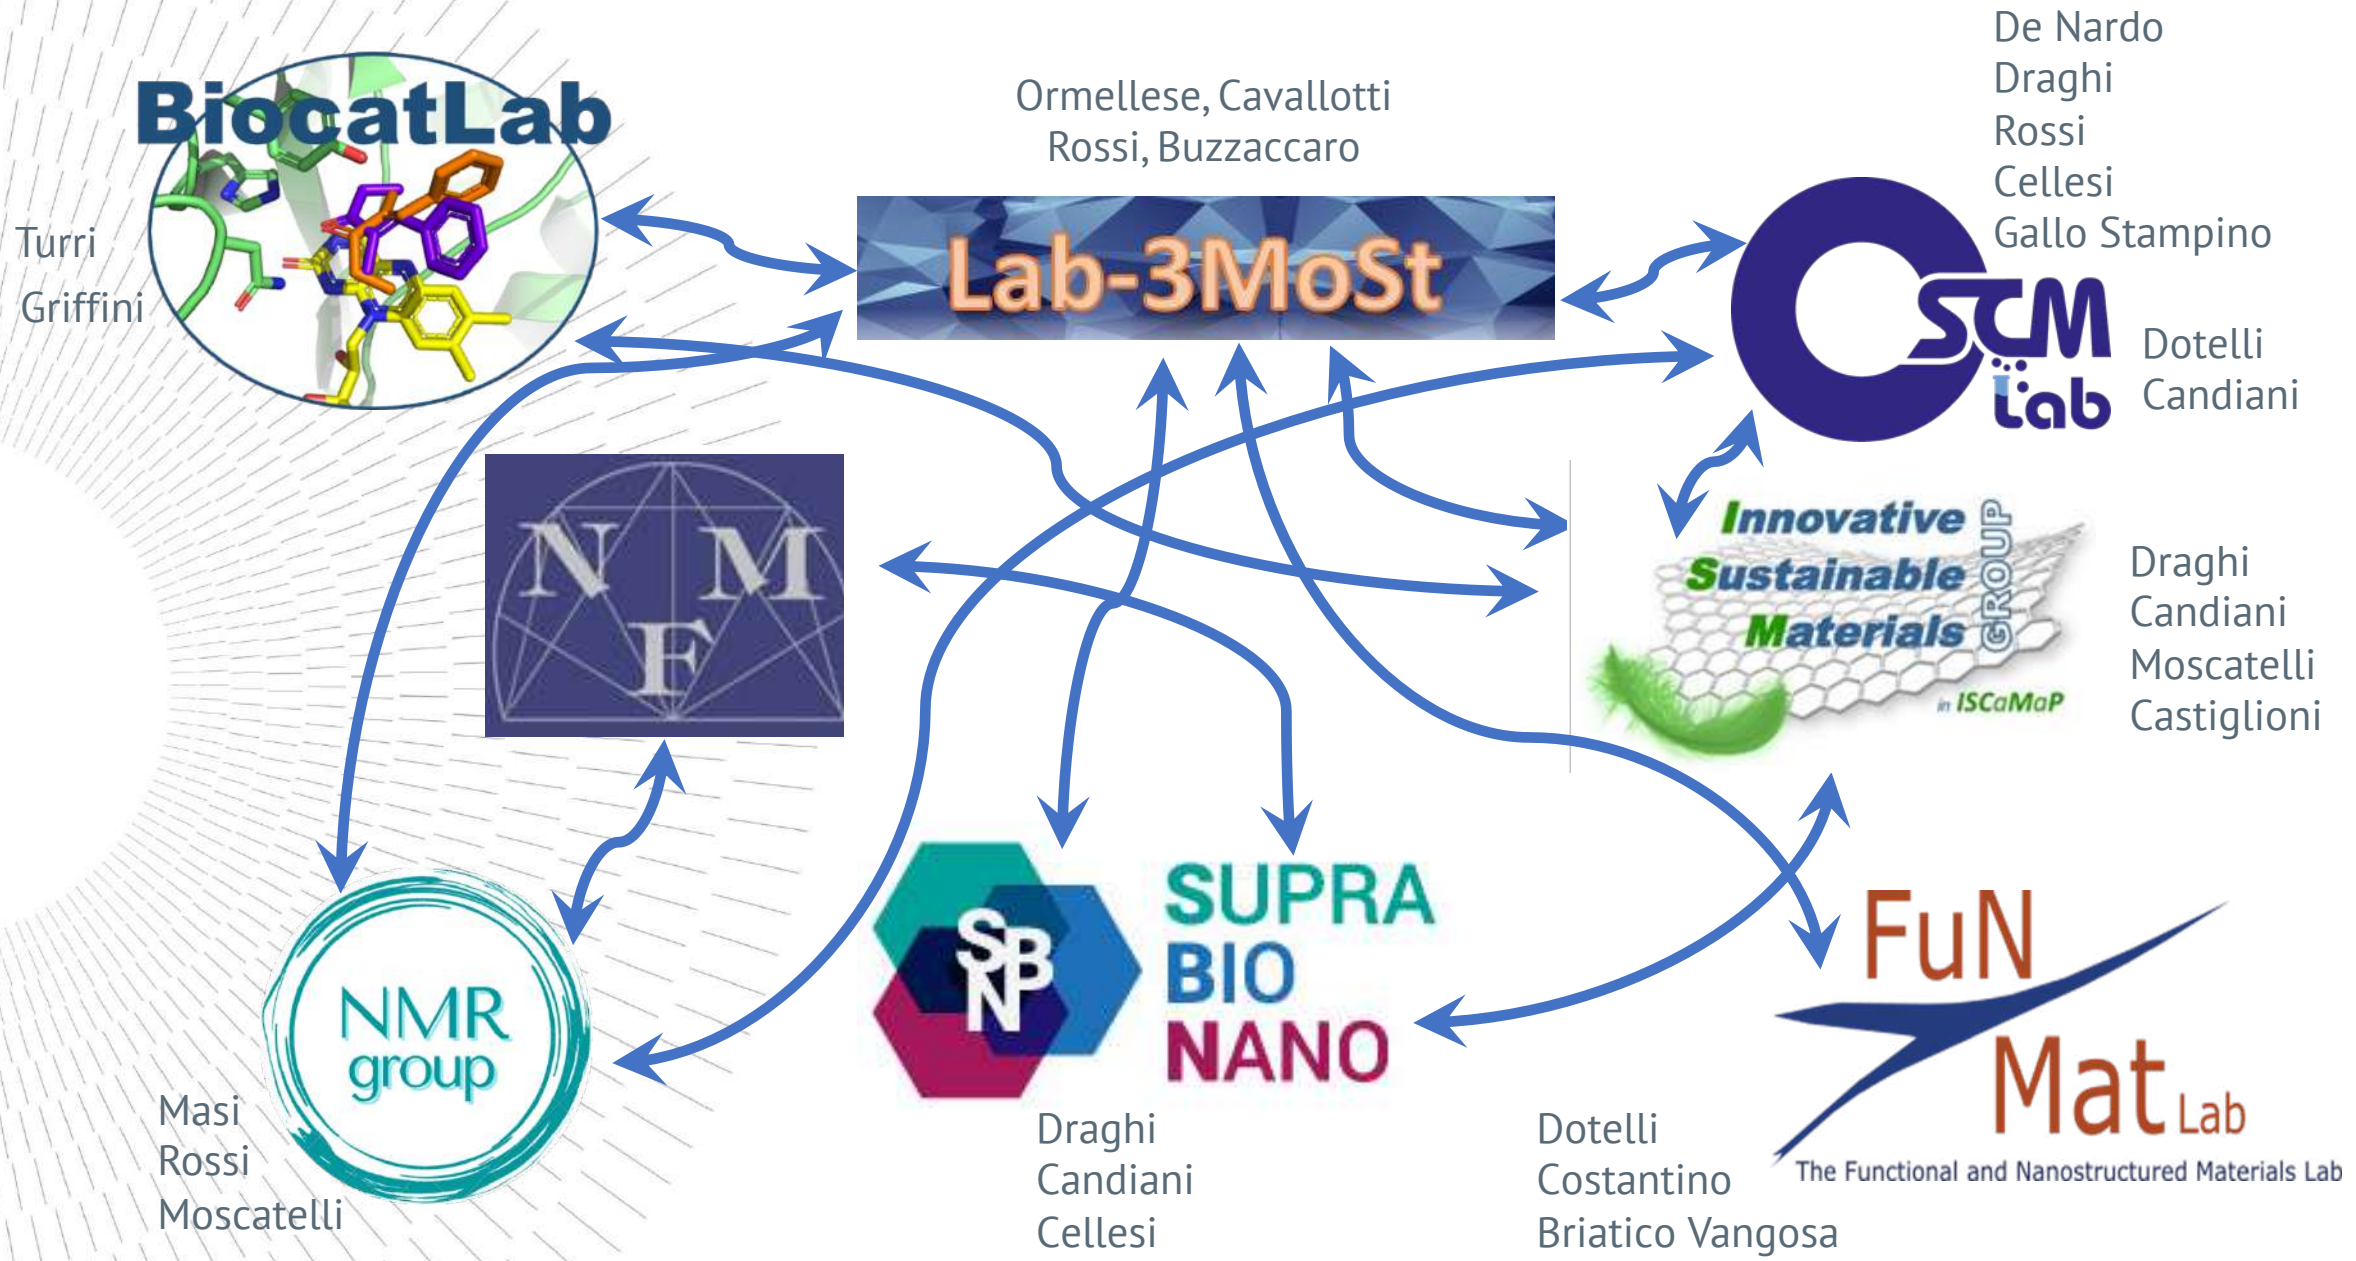 De Nardo
Draghi
Rossi
Cellesi
Gallo Stampino
BiocatLab
Ormellese, Cavallotti
Rossi, Buzzaccaro
Turri
Griffini
Lab-3MoSt
SCM
Lab
Dotelli
Candiani
N M
F
Innovative
Sustainable
Materials
GROUP
in ISCaMaP
Draghi
Candiani
Moscatelli
Castiglioni
NMR
group
Masi
Rossi
Moscatelli
SB
N
SUPRA
BIO
NANO
Draghi
Candiani
Cellesi
Dotelli
Costantino
Briatico Vangosa
FuN
Mat Lab
The Functional and Nanostructured Materials Lab